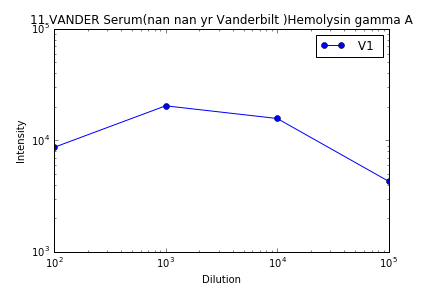 11.VANDER Serum(nan nan yr Vanderbilt )Hemolysin gamma A
10^5
V1
10^4
Intensity
10^3
10^2 10^3 10^4 10^5
Dilution